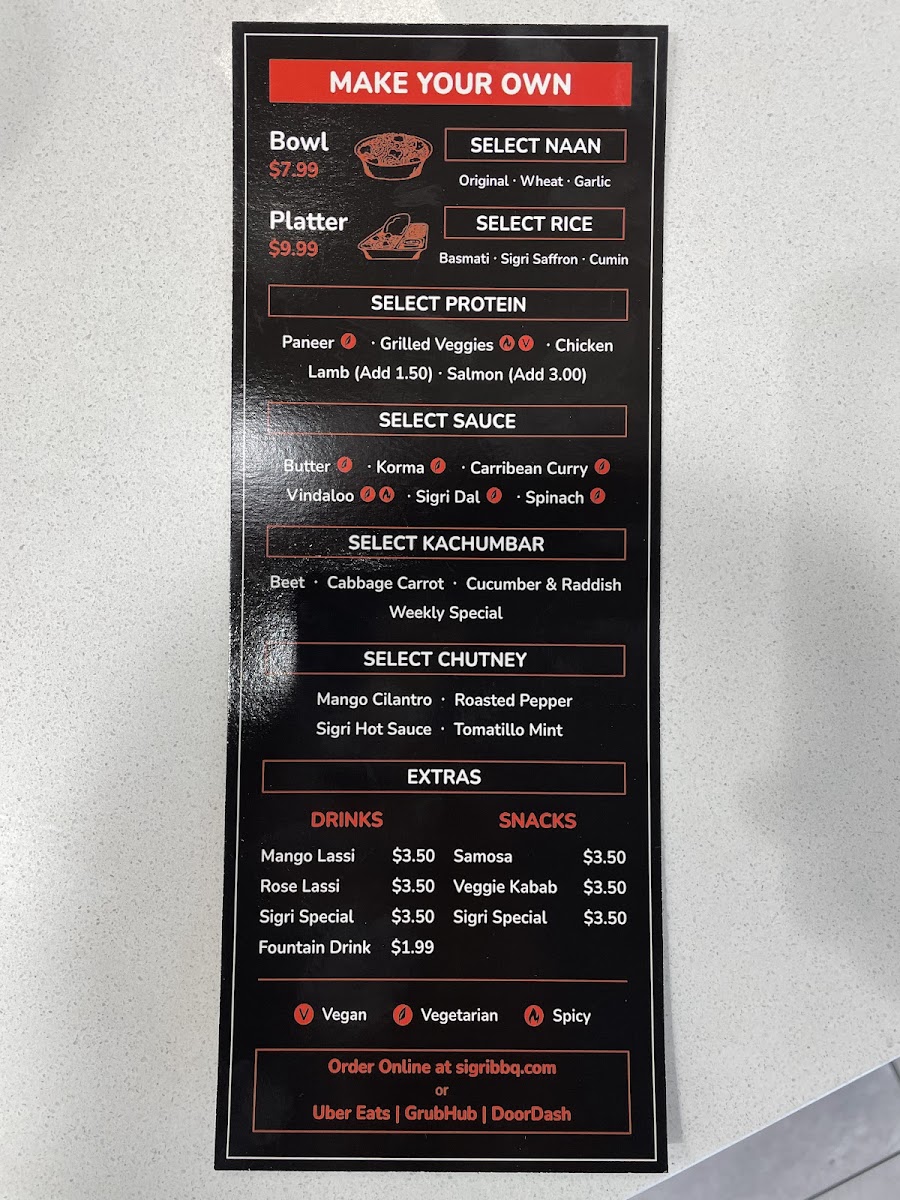 MAKE YOUR OWN
Bowl
$7.99
SELECT NAAN
Original · Wheat · Garlic
Platter
$9.99
SELECT RICE
Basmati · Sigri Saffron · Cumin
SELECT PROTEIN
Paneer · Grilled Veggies V · Chicken
Lamb (Add 1.50) · Salmon (Add 3.00)
SELECT SAUCE
Butter · Korma · Carribean Curry
Vindaloo · Sigri Dal · Spinach
SELECT KACHUMBAR
Beet · Cabbage Carrot · Cucumber & Raddish
Weekly Special
SELECT CHUTNEY
Mango Cilantro · Roasted Pepper
Sigri Hot Sauce · Tomatillo Mint
EXTRAS
DRINKS
Mango Lassi $3.50
Rose Lassi $3.50
Sigri Special $3.50
Fountain Drink $1.99
SNACKS
Samosa $3.50
Veggie Kabab $3.50
Sigri Special $3.50
V Vegan Vegetarian Spicy
Order Online at sigribbq.com
or
Uber Eats | GrubHub | DoorDash